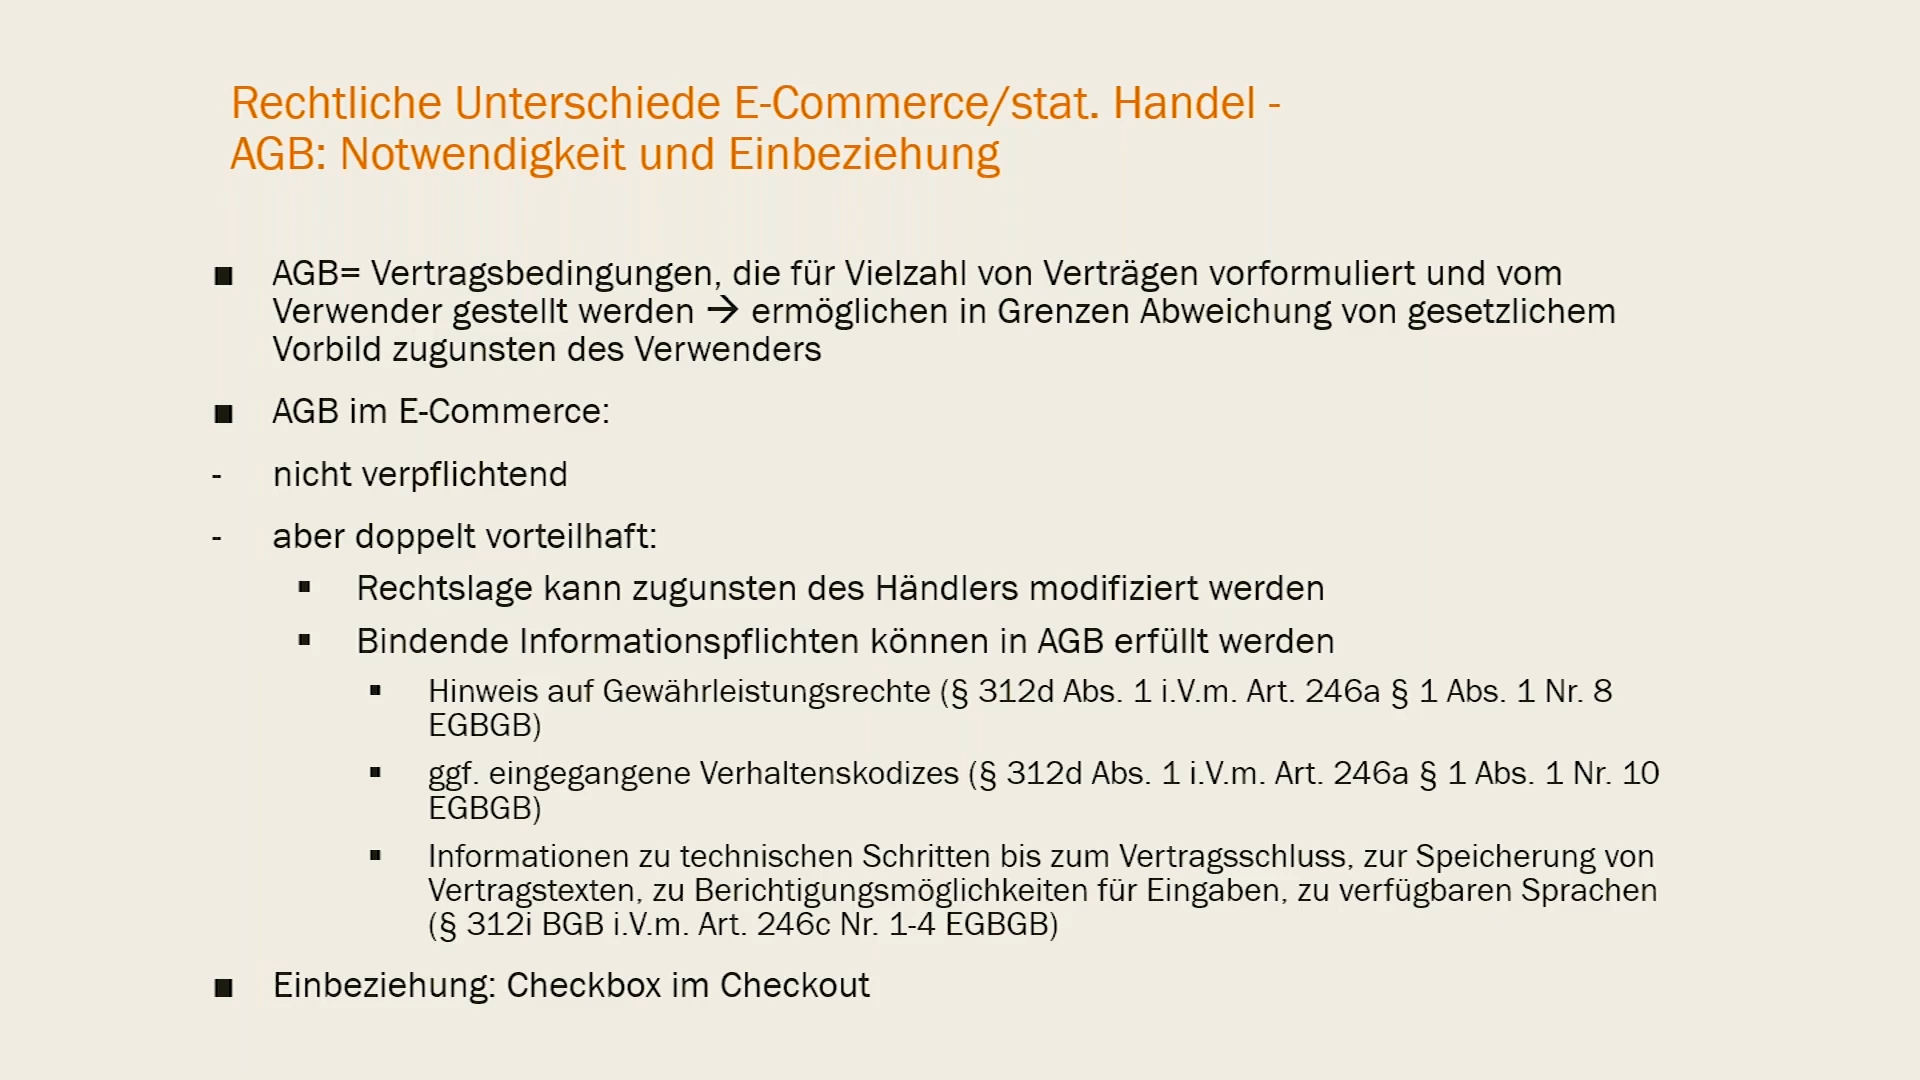 Rechtliche Unterschiede E-Commerce/stat. Handel -
AGB: Notwendigkeit und Einbeziehung
■ AGB= Vertragsbedingungen, die für Vielzahl von Verträgen vorformuliert und vom
Verwender gestellt werden → ermöglichen in Grenzen Abweichung von gesetzlichem
Vorbild zugunsten des Verwenders
■ AGB im E-Commerce:
- nicht verpflichtend
- aber doppelt vorteilhaft:
▪ Rechtslage kann zugunsten des Händlers modifiziert werden
▪ Bindende Informationspflichten können in AGB erfüllt werden
▪ Hinweis auf Gewährleistungsrechte (§ 312d Abs. 1 i.V.m. Art. 246a § 1 Abs. 1 Nr. 8
EGBGB)
▪ ggf. eingegangene Verhaltenskodizes (§ 312d Abs. 1 i.V.m. Art. 246a § 1 Abs. 1 Nr. 10
EGBGB)
▪ Informationen zu technischen Schritten bis zum Vertragsschluss, zur Speicherung von
Vertragstexten, zu Berichtigungsmöglichkeiten für Eingaben, zu verfügbaren Sprachen
(§ 312i BGB i.V.m. Art. 246c Nr. 1-4 EGBGB)
■ Einbeziehung: Checkbox im Checkout